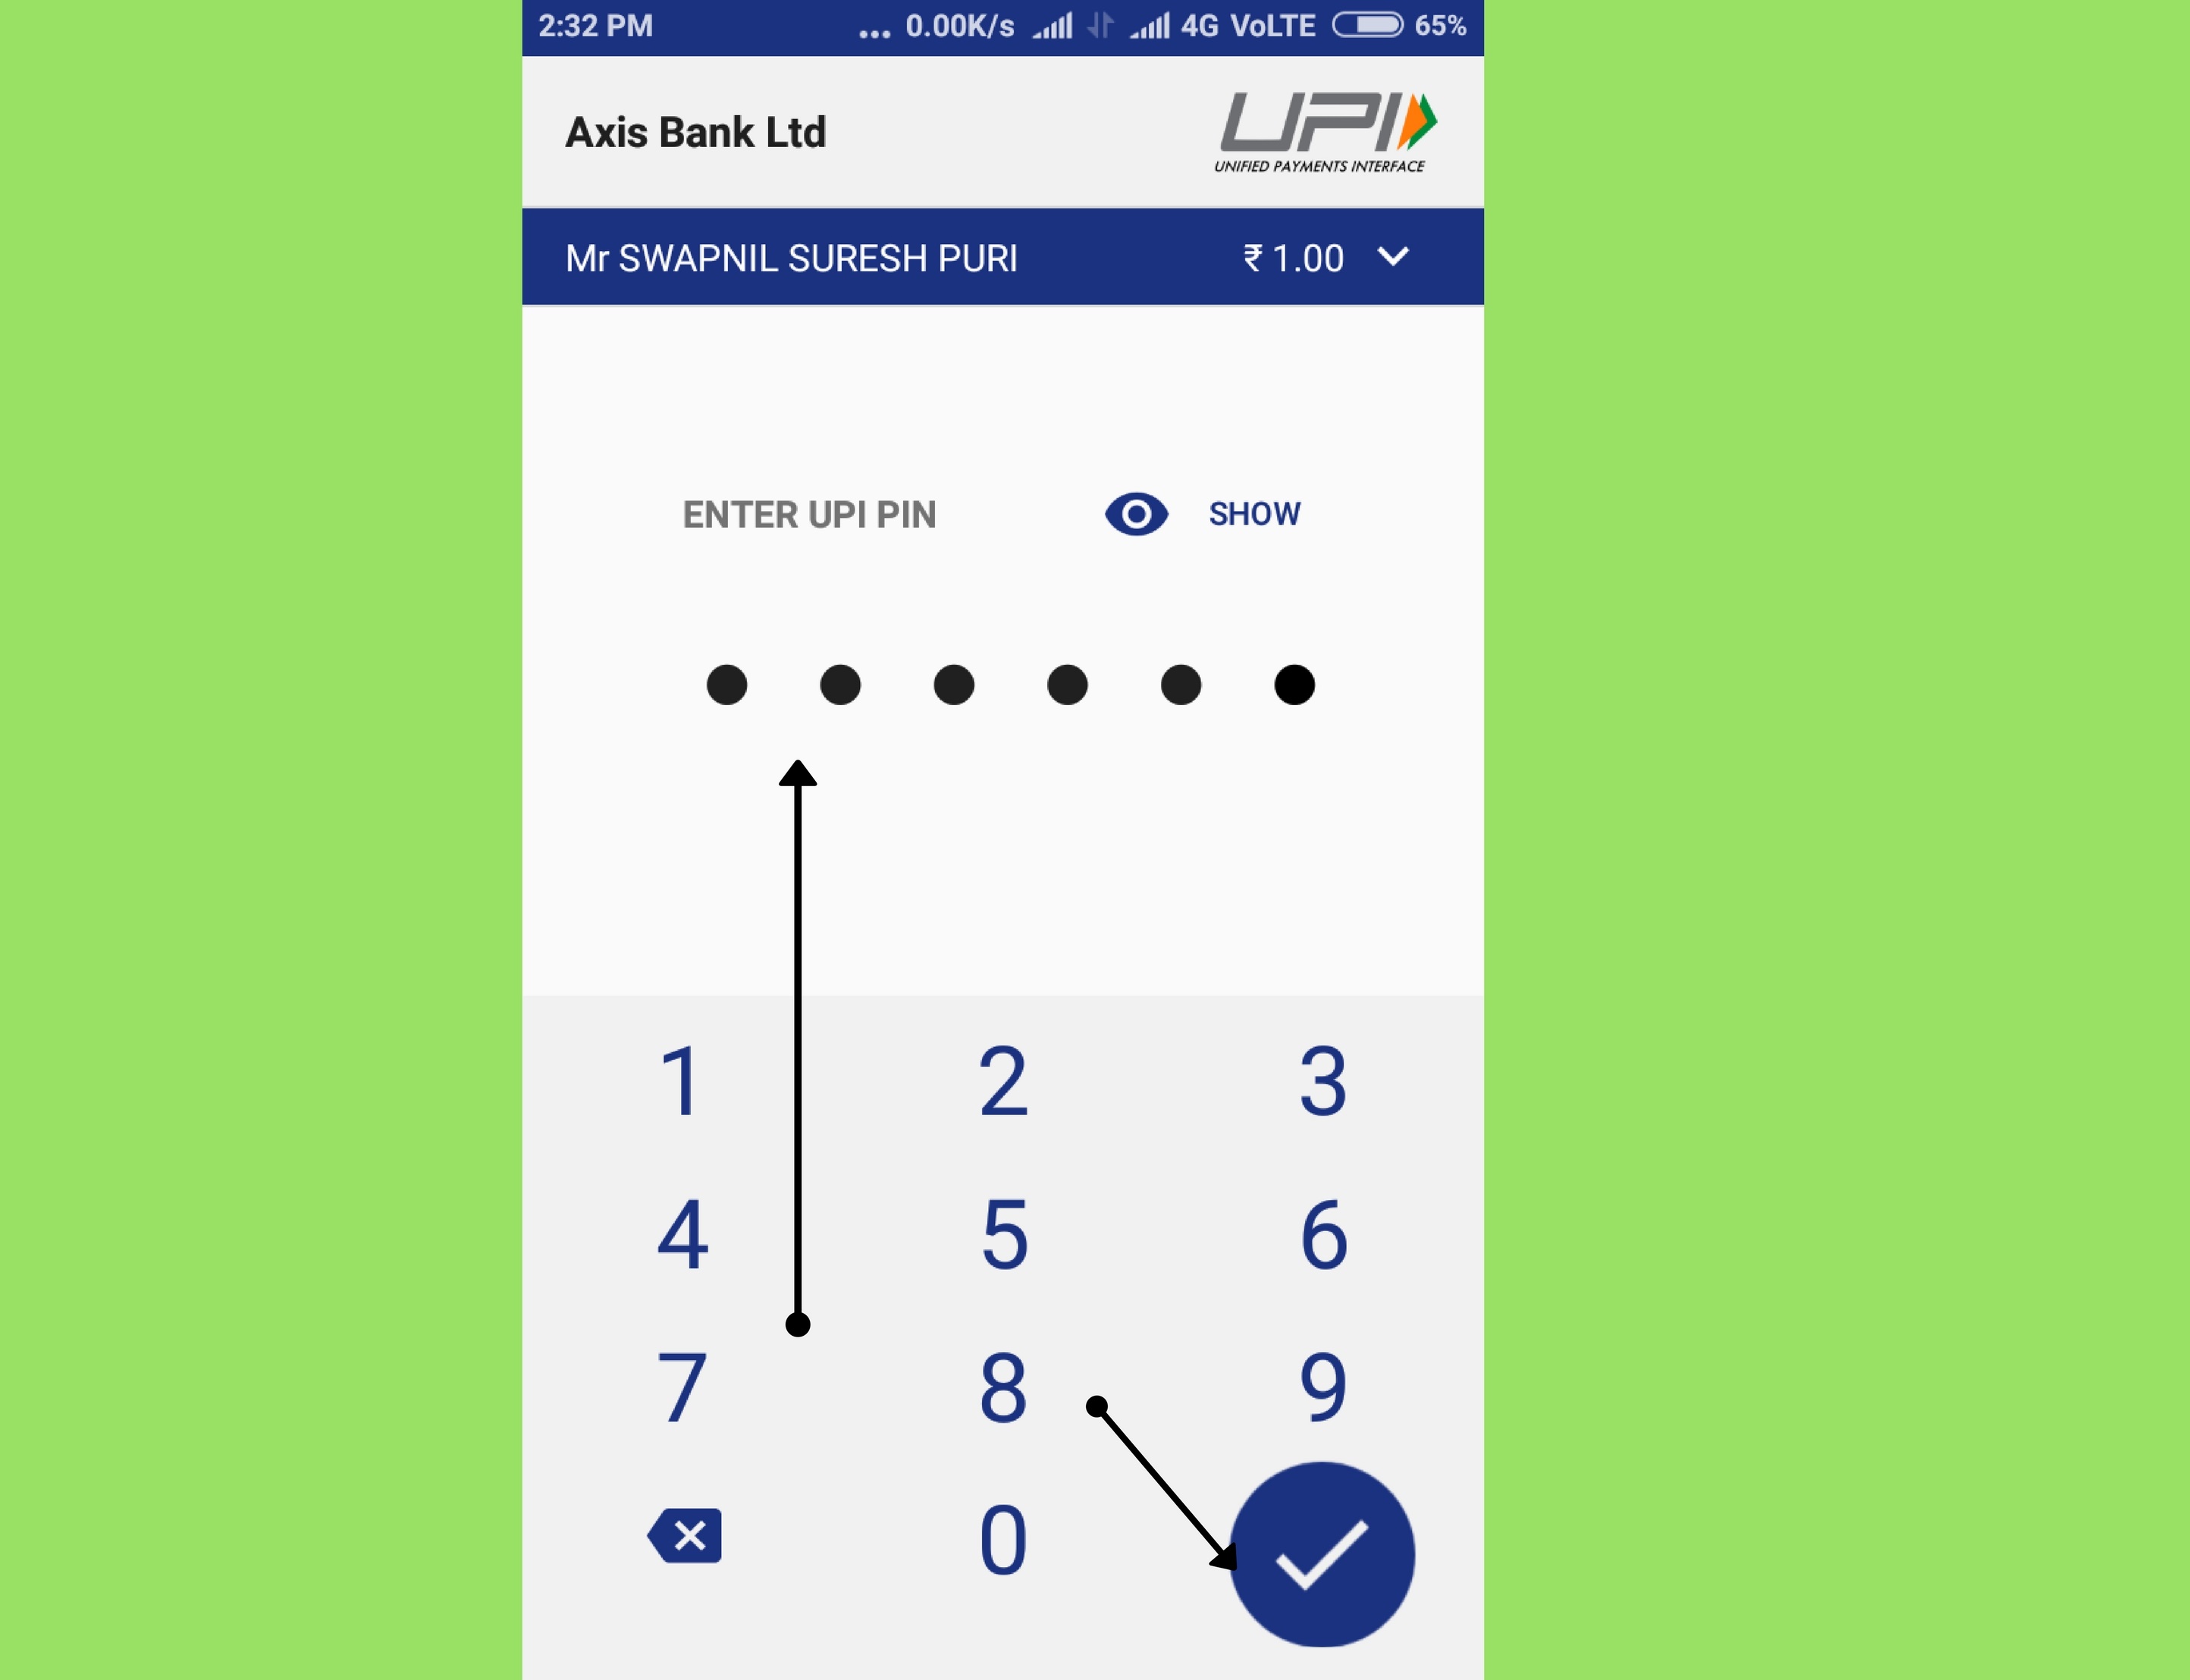 2:32 PM ... 0.00K/s 4G VoLTE 65%
Axis Bank Ltd
UPI
UNIFIED PAYMENTS INTERFACE
Mr SWAPNIL SURESH PURI ₹ 1.00
ENTER UPI PIN SHOW
1 2 3
4 5 6
7 8 9
0